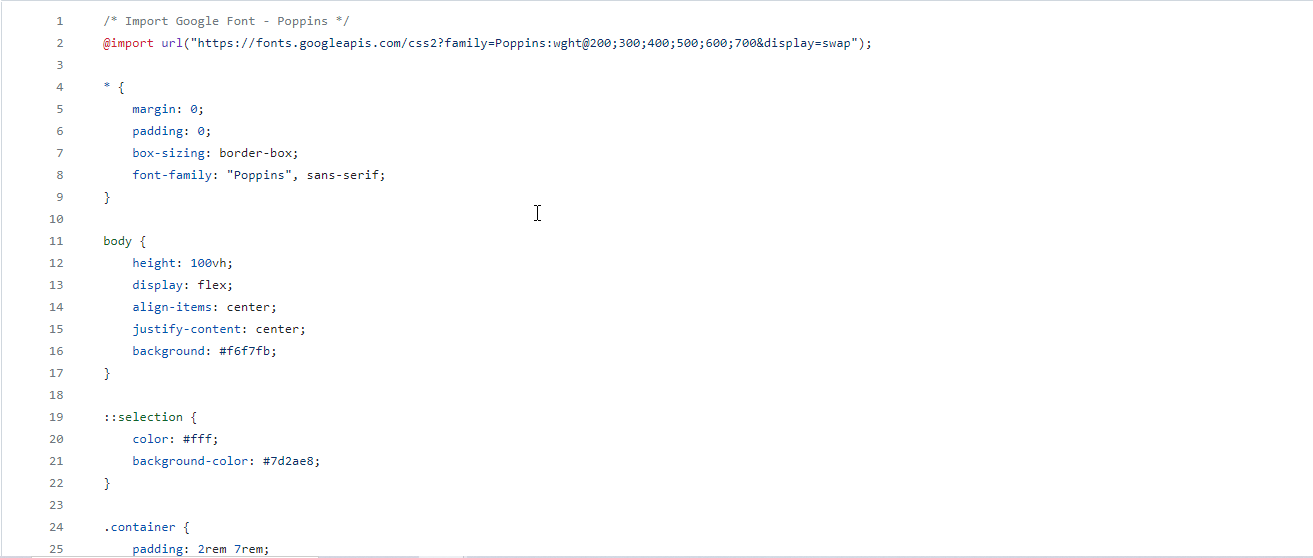 1 /* Import Google Font - Poppins */
2 @import url("https://fonts.googleapis.com/css2?family=Poppins:wght@200;300;400;500;600;700&display=swap");
3
4 * {
5     margin: 0;
6     padding: 0;
7     box-sizing: border-box;
8     font-family: "Poppins", sans-serif;
9 }
10
11 body {
12     height: 100vh;
13     display: flex;
14     align-items: center;
15     justify-content: center;
16     background: #f6f7fb;
17 }
18
19 ::selection {
20     color: #fff;
21     background-color: #7d2ae8;
22 }
23
24 .container {
25     padding: 2rem 7rem;